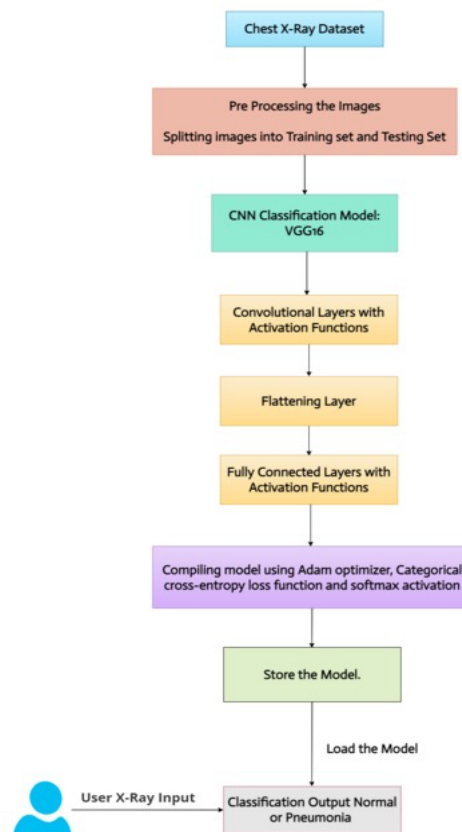 Chest X-Ray Dataset
Pre Processing the Images
Splitting images into Training set and Testing Set
CNN Classification Model:
VGG16
Convolutional Layers with
Activation Functions
Flattening Layer
Fully Connected Layers with
Activation Functions
Compiling model using Adam optimizer, Categorical
cross-entropy loss function and softmax activation
Store the Model.
Load the Model
User X-Ray Input
Classification Output Normal
or Pneumonia